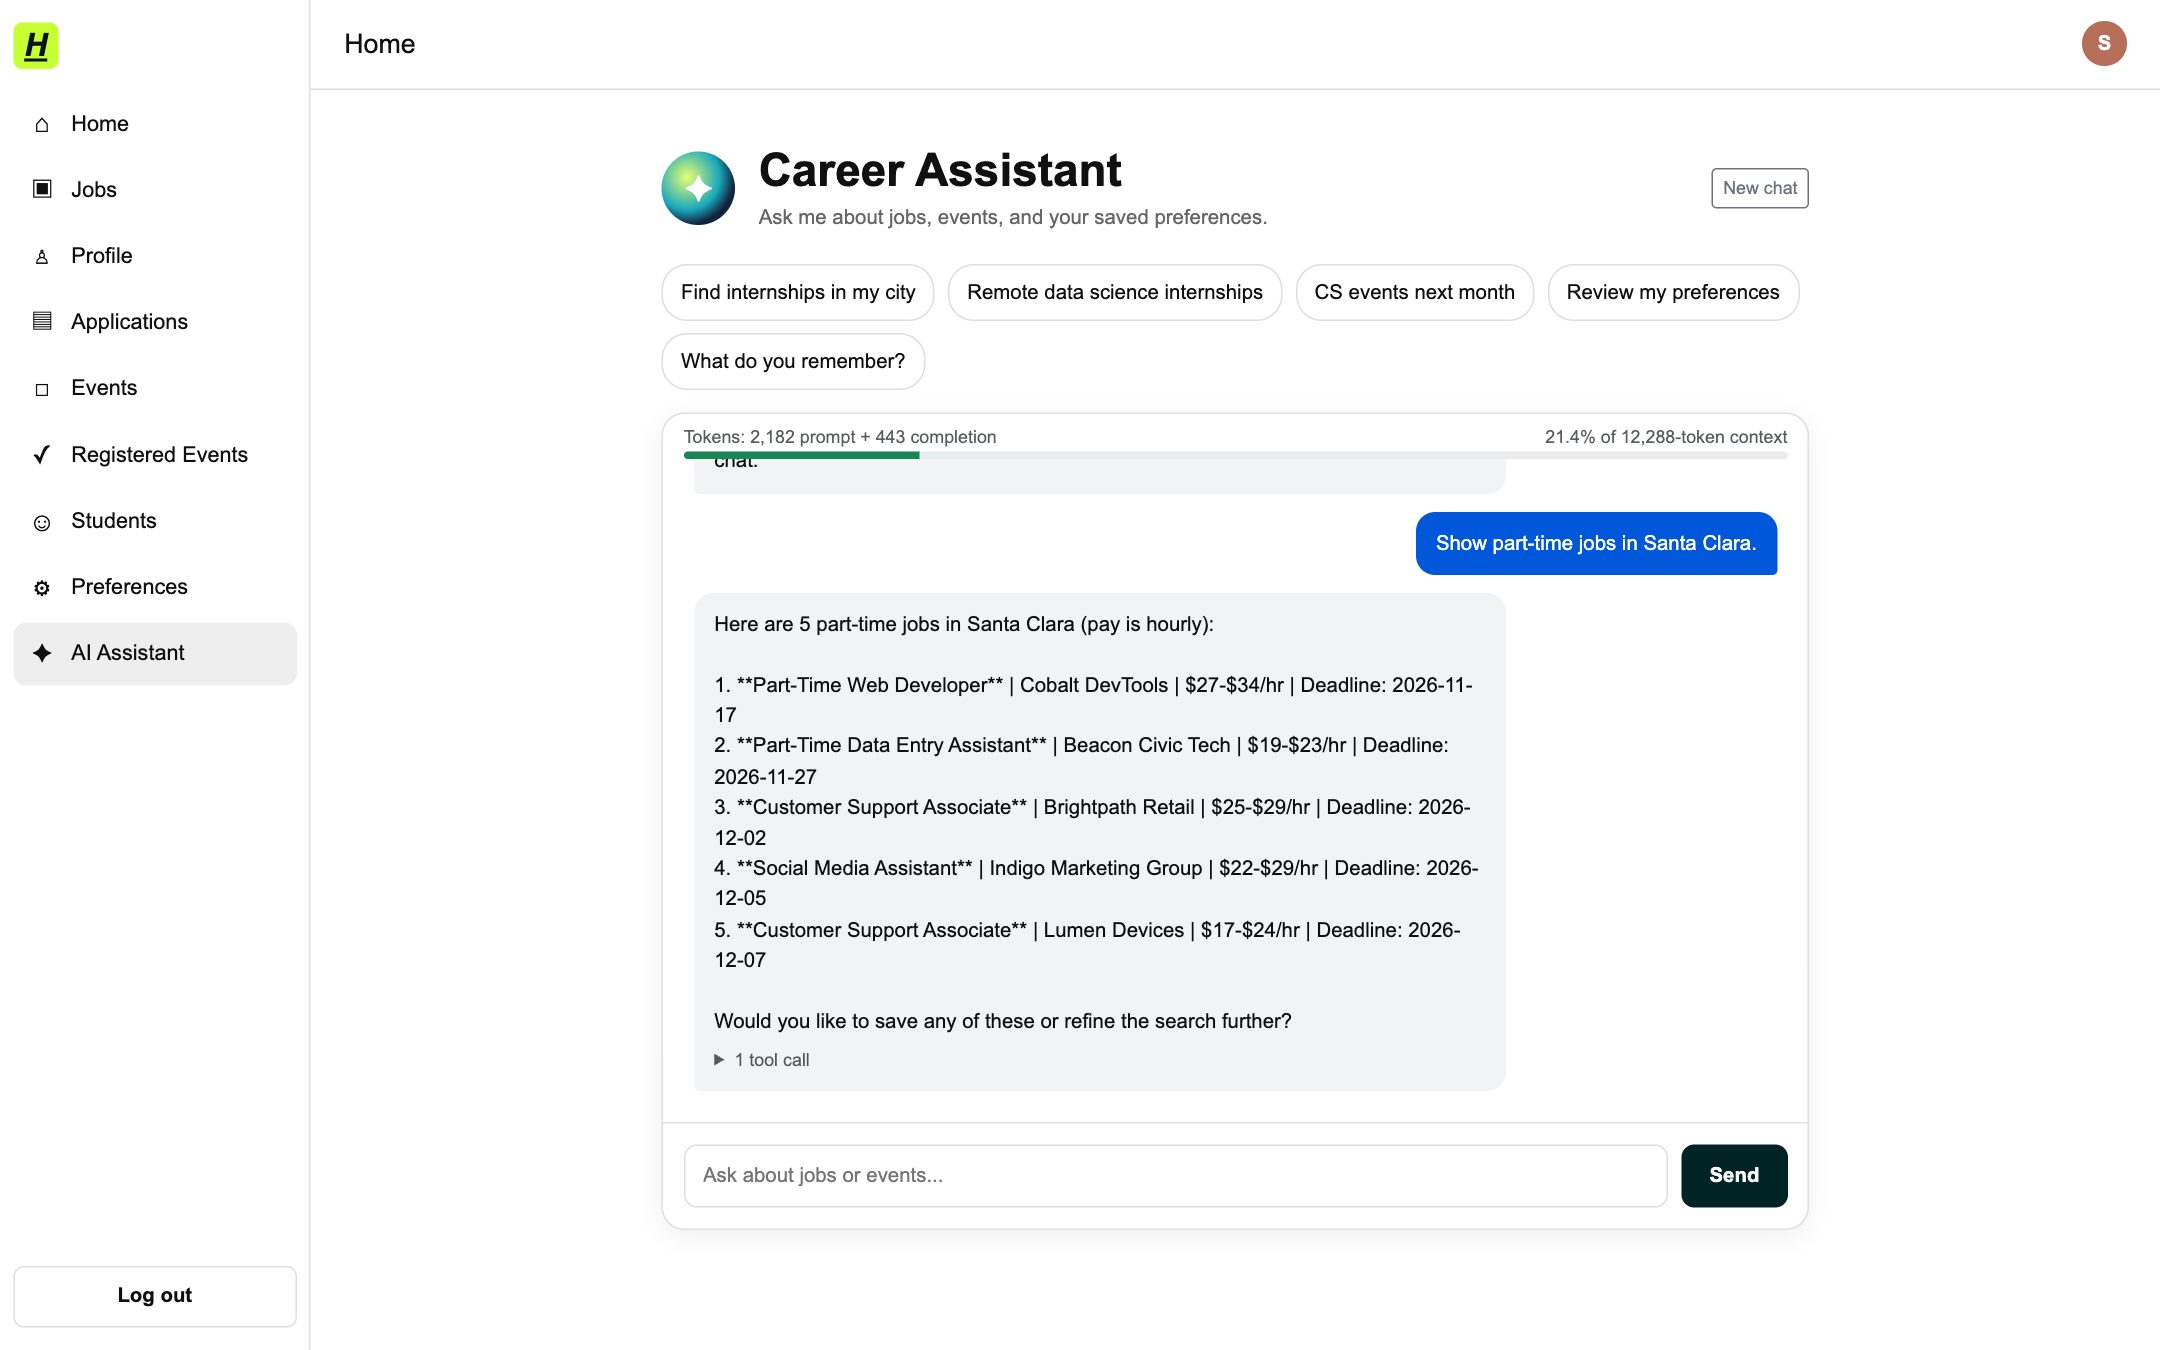 H
Home
S
Home
Jobs
Profile
Applications
Events
Registered Events
Students
Preferences
AI Assistant
Log out
Career Assistant
Ask me about jobs, events, and your saved preferences.
New chat
Find internships in my city
Remote data science internships
CS events next month
Review my preferences
What do you remember?
Tokens: 2,182 prompt + 443 completion
21.4% of 12,288-token context
chat.
Show part-time jobs in Santa Clara.
Here are 5 part-time jobs in Santa Clara (pay is hourly):
1. **Part-Time Web Developer** | Cobalt DevTools | $27-$34/hr | Deadline: 2026-11-
17
2. **Part-Time Data Entry Assistant** | Beacon Civic Tech | $19-$23/hr | Deadline:
2026-11-27
3. **Customer Support Associate** | Brightpath Retail | $25-$29/hr | Deadline: 2026-
12-02
4. **Social Media Assistant** | Indigo Marketing Group | $22-$29/hr | Deadline: 2026-
12-05
5. **Customer Support Associate** | Lumen Devices | $17-$24/hr | Deadline: 2026-
12-07
Would you like to save any of these or refine the search further?
1 tool call
Ask about jobs or events...
Send